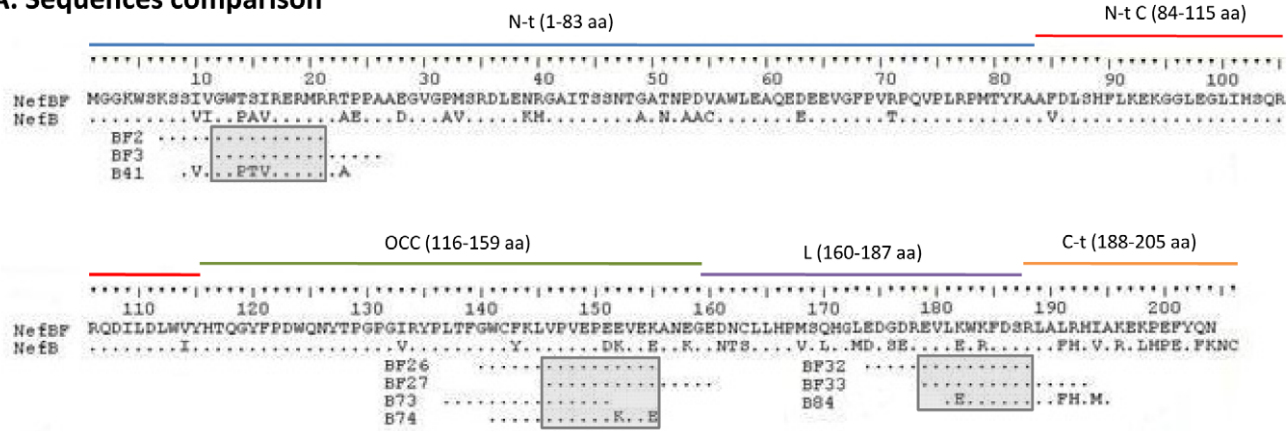 A. Sequences comparison
N-t (1-83 aa)
N-t C (84-115 aa)
10 20 30 40 50 60 70 80 90 100
NefBF MGGKWSKSSIVGWTSIRERMRRTPPAAEGVGPMSRDLENRGAITSSNTGATNPDVAWLEAQEDEEVGFPVRPQVPLRPMTYKAAFDLSHFLKEKGGLEGLIHSQR
NefB .........VI..PAV......AE...D...AV.....KH........A.N.AAC.......E.......T.............V....................
BF2 ...............
BF3 ...............
B41 .V...PTV......A
OCC (116-159 aa)
L (160-187 aa)
C-t (188-205 aa)
110 120 130 140 150 160 170 180 190 200
NefBF RQDILDLWVYHTQGYFPDWQNYTPGPGIRYPLTFGWCFKLVPVEPEEVEKANEGEDNCLLHPMSQHGLEDGDREVLKWKFDSRLALRHIAKEKPEFYQN
NefB ........I..................V.........Y.......DK..E..K..NTS....V.L..MD.SE....E.R......FH.V.R.LHPE.FKNC
BF26 ................ BF32 ...............
BF27 ............... BF33 ...............
B73 ............... B84 .E........FH.M.
B74 ...........K..E